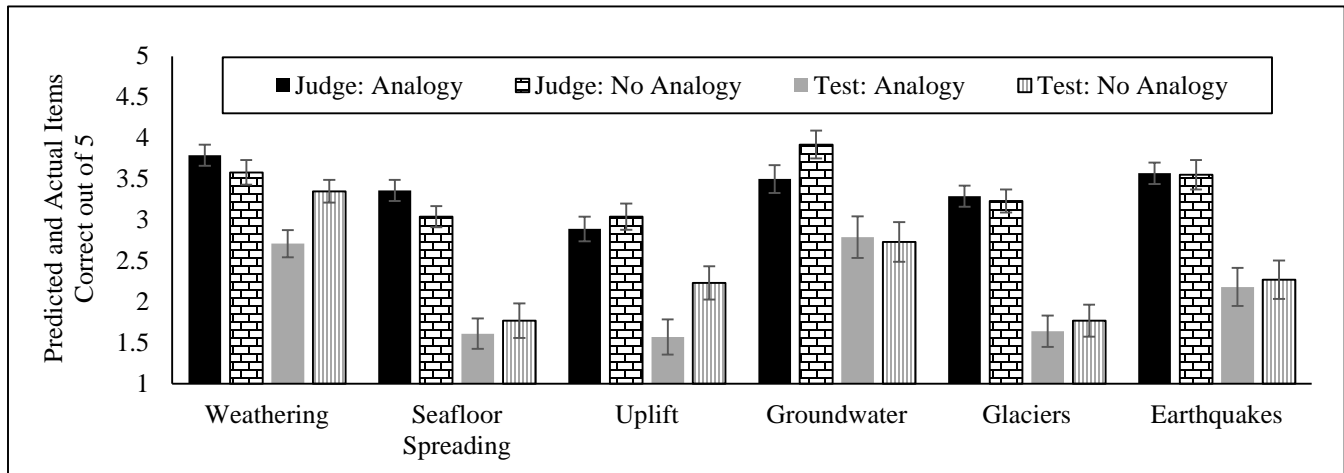 Predicted and Actual Items
Correct out of 5
5
4.5
4
3.5
3
2.5
2
1.5
1
Judge: Analogy Judge: No Analogy Test: Analogy Test: No Analogy
Weathering Seafloor Uplift Groundwater Glaciers Earthquakes
Spreading